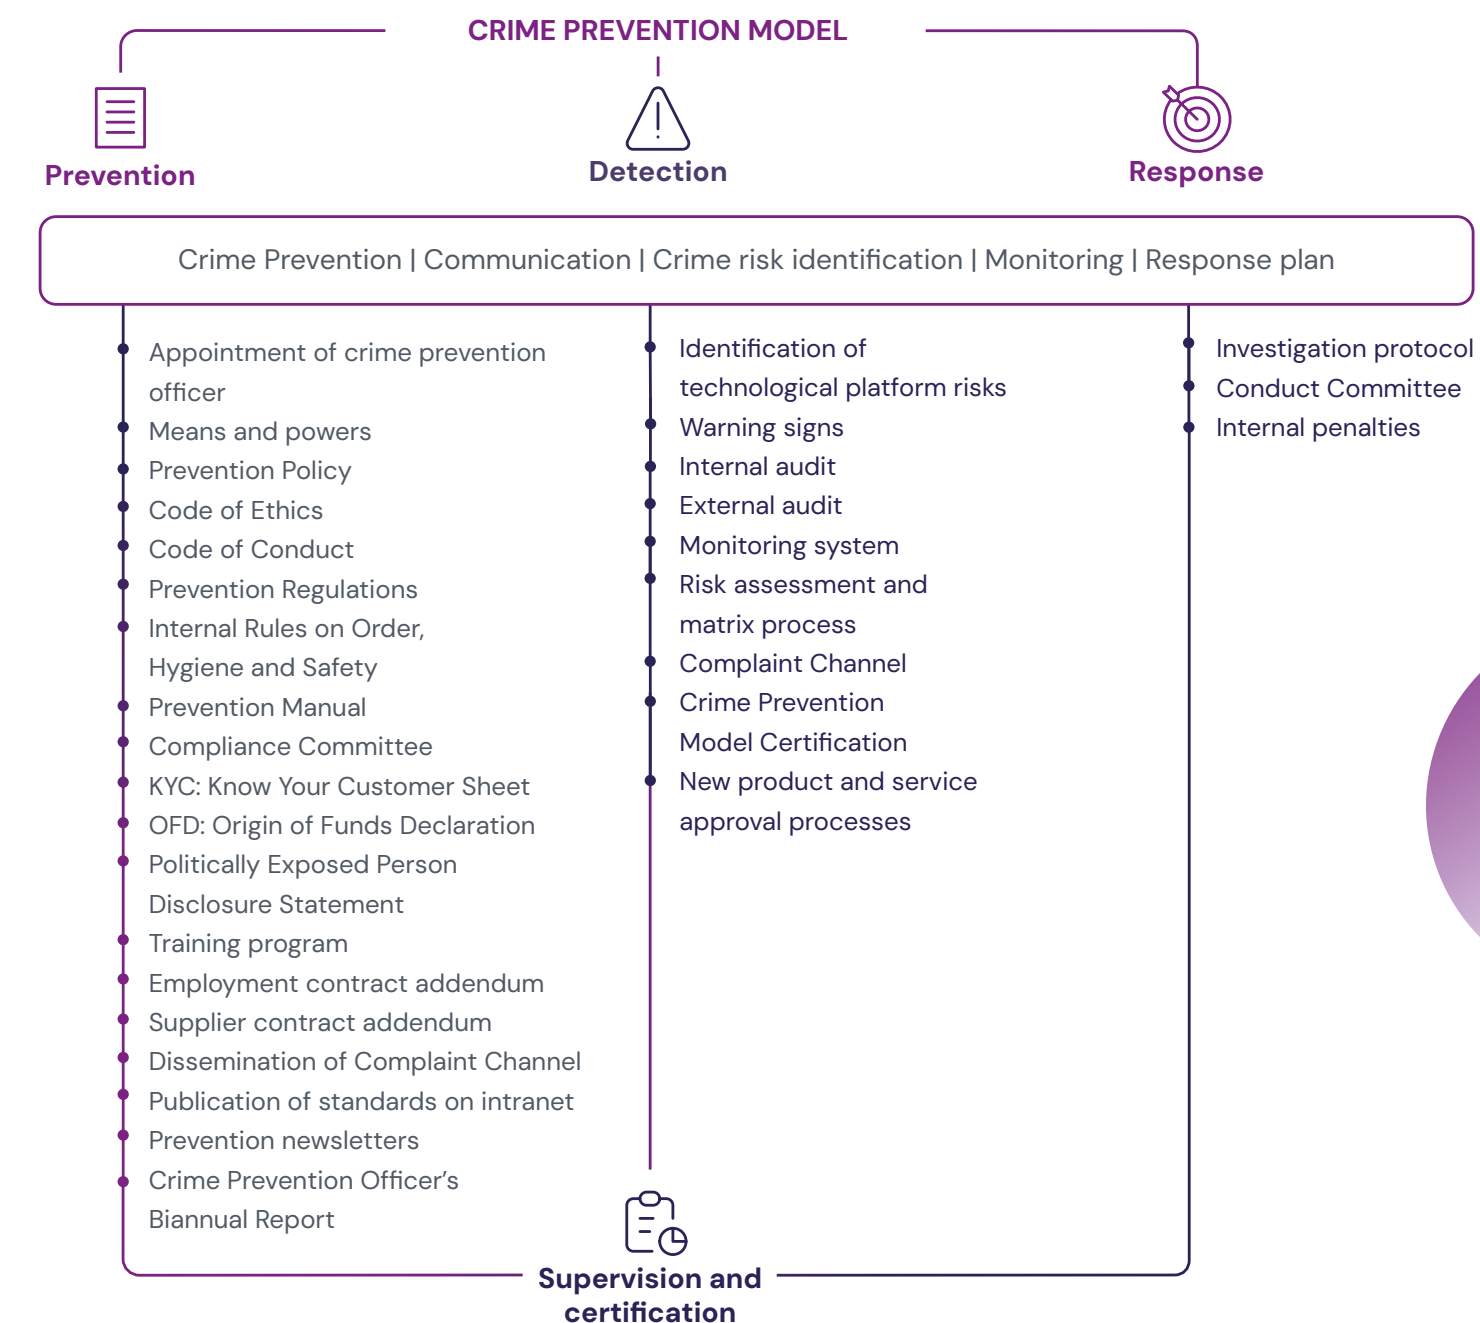 CRIME PREVENTION MODEL
Prevention
Detection
Response
Crime Prevention | Communication | Crime risk identification | Monitoring | Response plan
Appointment of crime prevention
officer
Means and powers
Prevention Policy
Code of Ethics
Code of Conduct
Prevention Regulations
Internal Rules on Order,
Hygiene and Safety
Prevention Manual
Compliance Committee
KYC: Know Your Customer Sheet
OFD: Origin of Funds Declaration
Politically Exposed Person
Disclosure Statement
Training program
Employment contract addendum
Supplier contract addendum
Dissemination of Complaint Channel
Publication of standards on intranet
Prevention newsletters
Crime Prevention Officer’s
Biannual Report
Identification of
technological platform risks
Warning signs
Internal audit
External audit
Monitoring system
Risk assessment and
matrix process
Complaint Channel
Crime Prevention
Model Certification
New product and service
approval processes
Investigation protocol
Conduct Committee
Internal penalties
Supervision and
certification